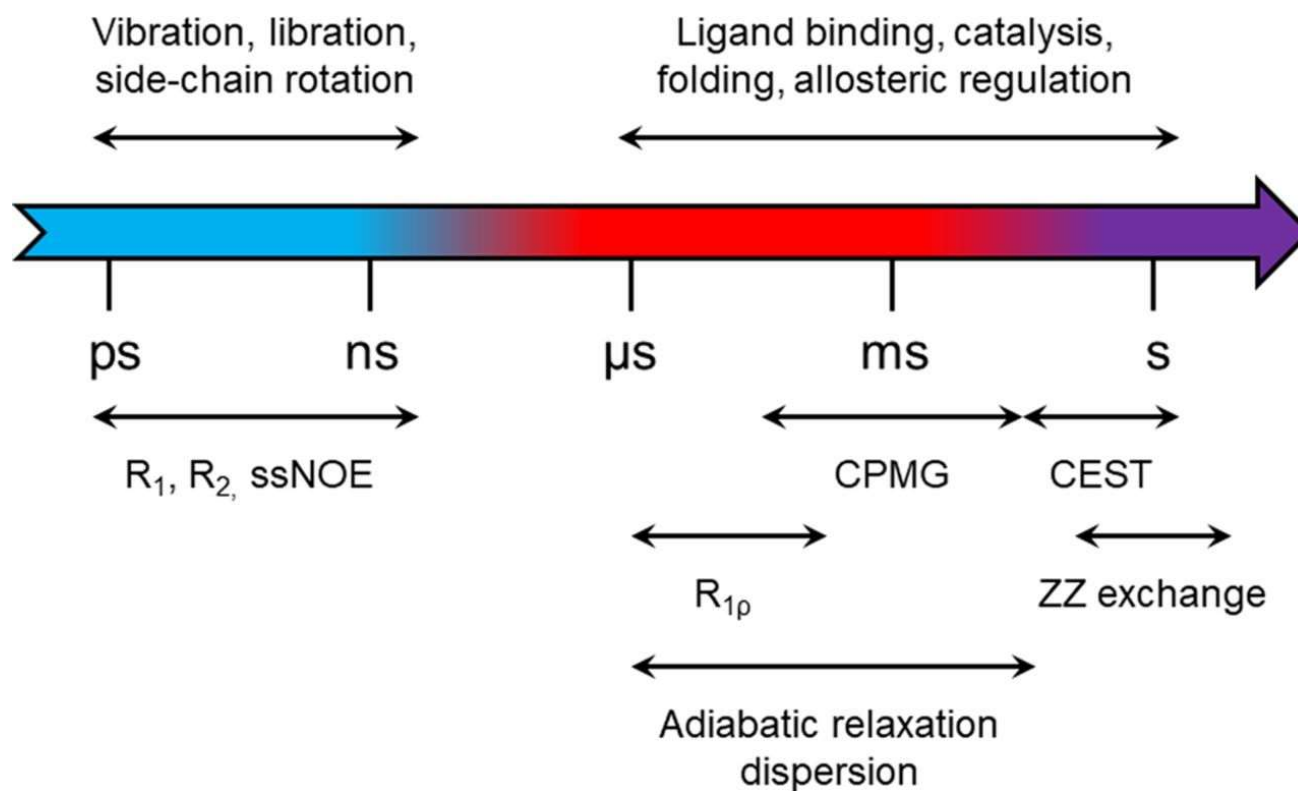 Vibration, libration,
side-chain rotation
Ligand binding, catalysis,
folding, allosteric regulation
ps ns µs ms s
R₁, R₂, ssNOE
CPMG
CEST
R₁ρ
ZZ exchange
Adiabatic relaxation
dispersion